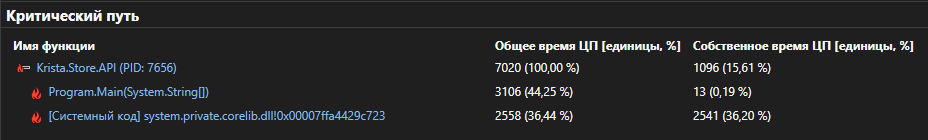 Критический путь
Имя функции Общее время ЦП [единицы, %] Собственное время ЦП [единицы, %]
Krista.Store.API (PID: 7656) 7020 (100,00 %) 1096 (15,61 %)
Program.Main(System.String[]) 3106 (44,25 %) 13 (0,19 %)
[Системный код] system.private.corelib.dll!0x00007ffa4429c723 2558 (36,44 %) 2541 (36,20 %)